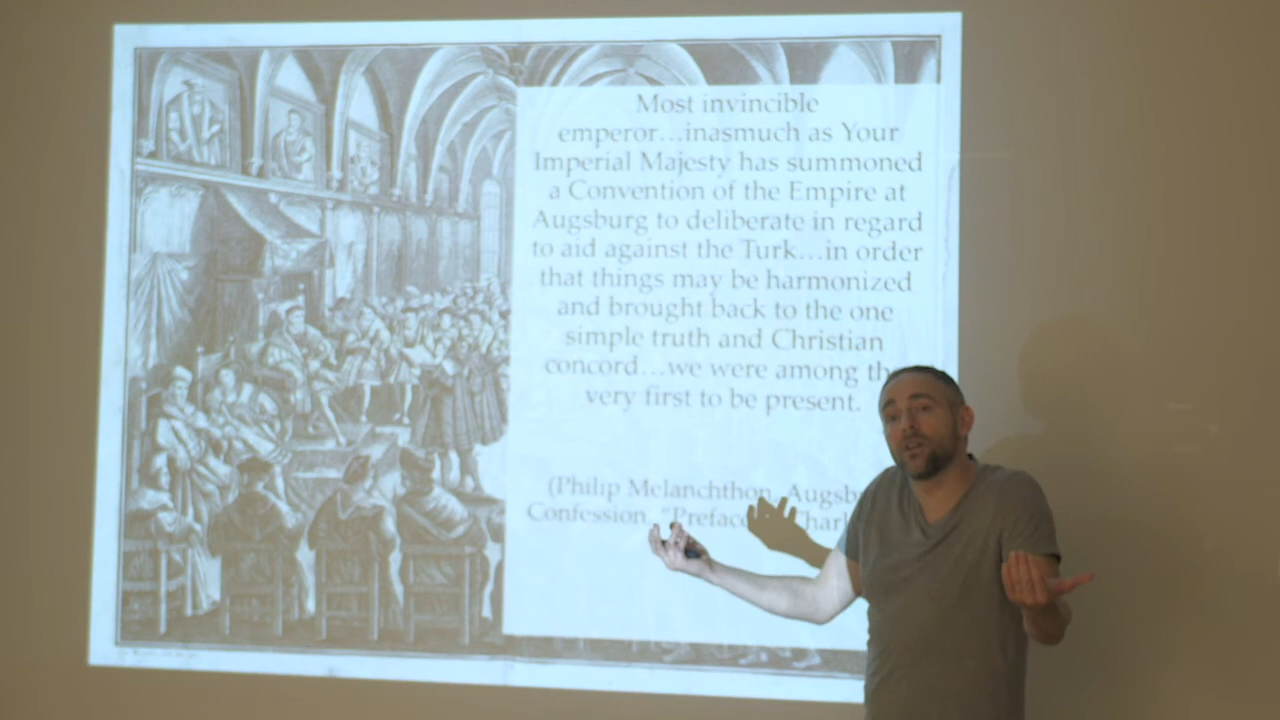 Most invincible
emperor...inasmuch as Your
Imperial Majesty has summoned
a Convention of the Empire at
Augsburg to deliberate in regard
to aid against the Turk...in order
that things may be harmonized
and brought back to the one
simple truth and Christian
concord...we were among
very first to be present.
(Philip Melanchthon,
Confession, "Preface